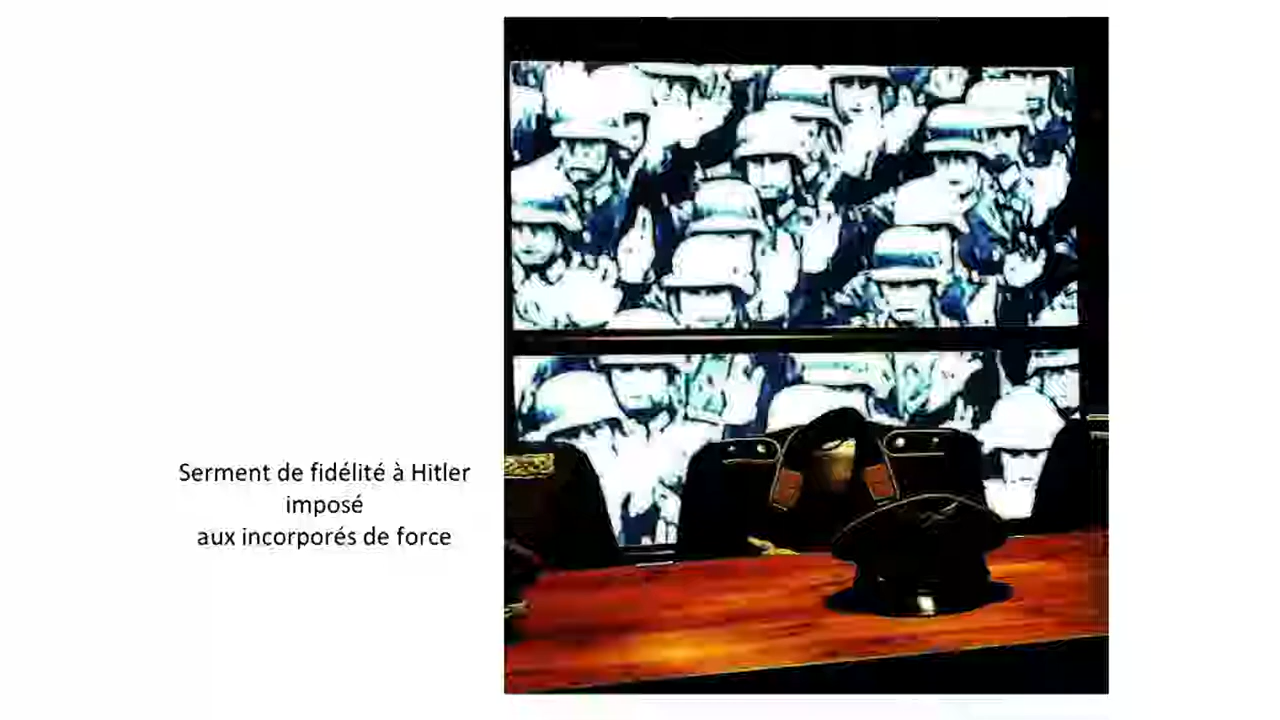 Serment de fidélité à Hitler
imposé
aux incorporés de force